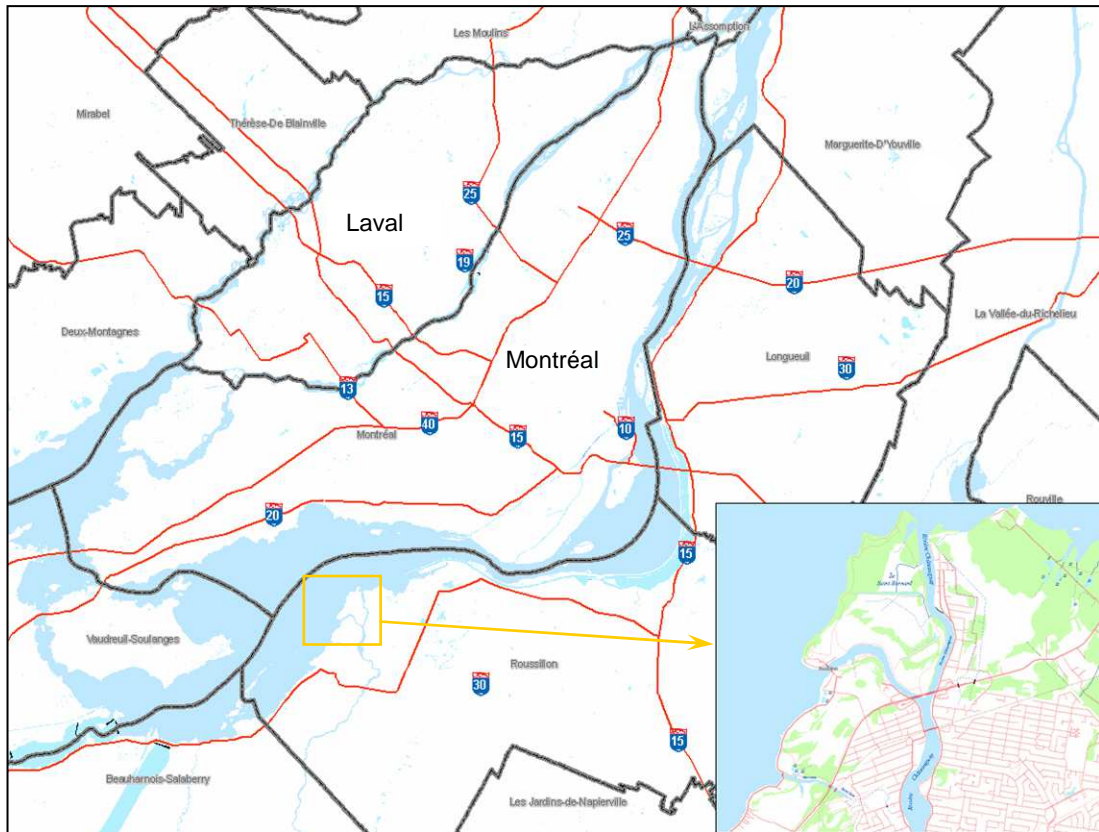 Les Moulins
L'Assomption
Mirabel
Thérèse-De Blainville
Marguerite-D'Youville
25
Laval
25
19
20
15
La Vallée-du-Richelieu
Deux-Montagnes
Montréal
Longueuil
30
13
40
10
Montréal
15
Rouville
20
15
Rivière Châteauguay
Île
Saint-Bernard
Vaudreuil-Soulanges
Roussillon
30
15
Châteauguay
Rivière
Beauharnois-Salaberry
Les Jardins-de-Napierville